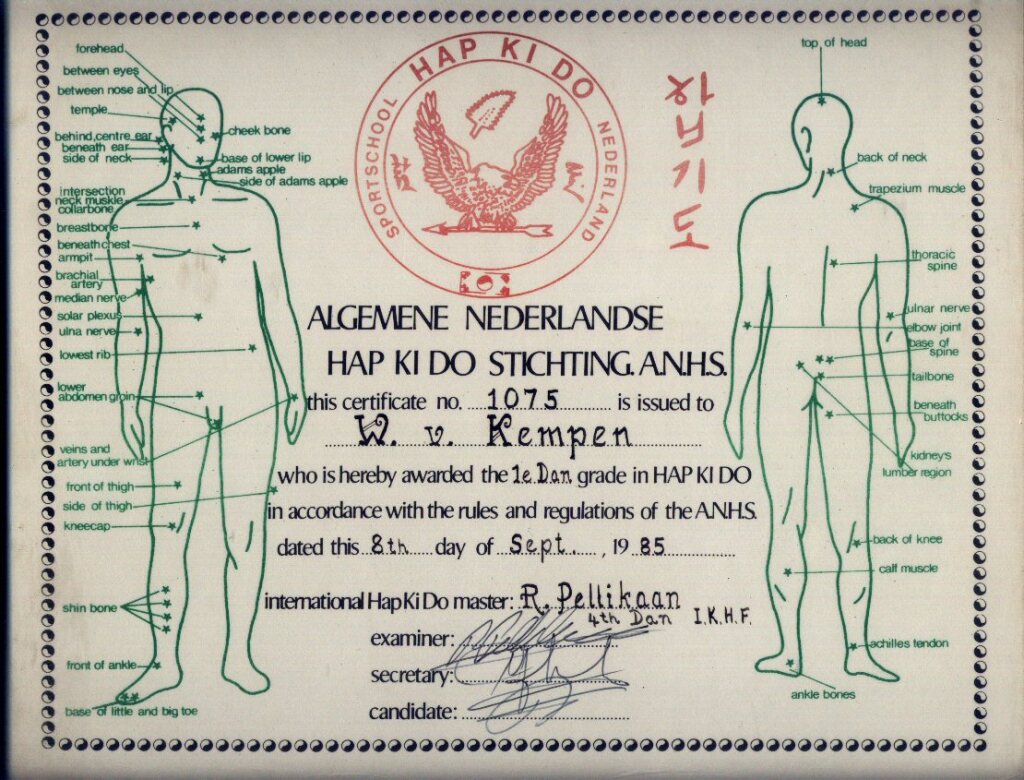 HAP KI DO
SPORTSCHOOL
NEDERLAND
합기도
forehead
between eyes
between nose and lip
temple
behind,centre ear
beneath ear
side of neck
cheek bone
base of lower lip
adams apple
side of adams apple
intersection
neck muskle
collarbone
breastbone
beneath chest
armpit
brachial
artery
median nerve
solar plexus
ulna nerve
lowest rib
lower
abdomen groin
veins and
artery under wrist
front of thigh
side of thigh
kneecap
shin bone
front of ankle
base of little and big toe
ALGEMENE NEDERLANDSE
HAP KI DO STICHTING. A.N.H.S.
this certificate no. 1075 is issued to
W. v. Kempen
who is hereby awarded the 1e Dan grade in HAP KI DO
in accordance with the rules and regulations of the A.N.H.S.
dated this 8th day of Sept. , 1985
international Hap Ki Do master: R. Pellikaan
4th Dan I.K.H.F.
examiner:
secretary:
candidate:
top of head
back of neck
trapezium muscle
thoracic
spine
ulnar nerve
elbow joint
base of
spine
tailbone
beneath
buttocks
kidney's
lumber region
back of knee
calf muscle
achilles tendon
ankle bones